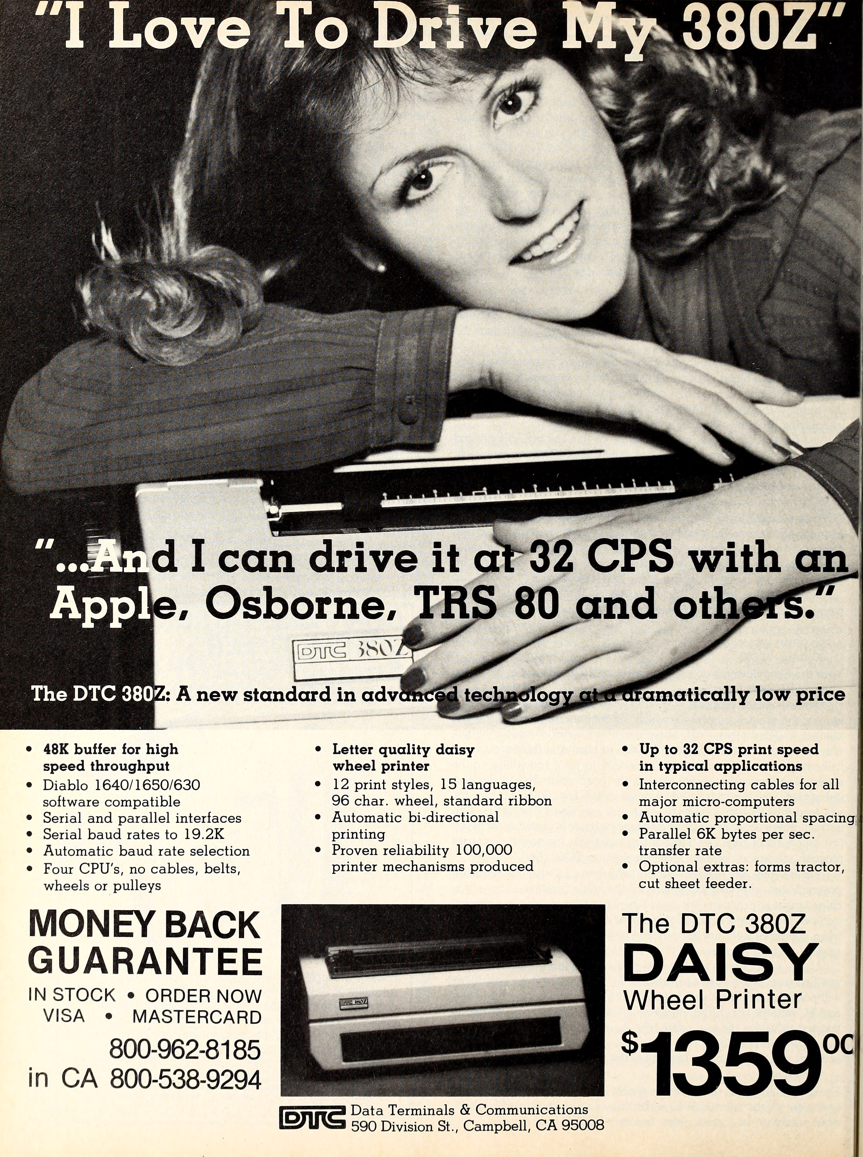 "I Love To Drive My 380Z"
"...And I can drive it at 32 CPS with an
Apple, Osborne, TRS 80 and others."
DTC 380Z
The DTC 380Z: A new standard in advanced technology at a dramatically low price
• 48K buffer for high
speed throughput
• Diablo 1640/1650/630
software compatible
• Serial and parallel interfaces
• Serial baud rates to 19.2K
• Automatic baud rate selection
• Four CPU's, no cables, belts,
wheels or pulleys
• Letter quality daisy
wheel printer
• 12 print styles, 15 languages,
96 char. wheel, standard ribbon
• Automatic bi-directional
printing
• Proven reliability 100,000
printer mechanisms produced
• Up to 32 CPS print speed
in typical applications
• Interconnecting cables for all
major micro-computers
• Automatic proportional spacing
• Parallel 6K bytes per sec.
transfer rate
• Optional extras: forms tractor,
cut sheet feeder.
MONEY BACK
GUARANTEE
IN STOCK • ORDER NOW
VISA • MASTERCARD
800-962-8185
in CA 800-538-9294
DTC 380Z
The DTC 380Z
DAISY
Wheel Printer
$135900
DTC Data Terminals & Communications
590 Division St., Campbell, CA 95008